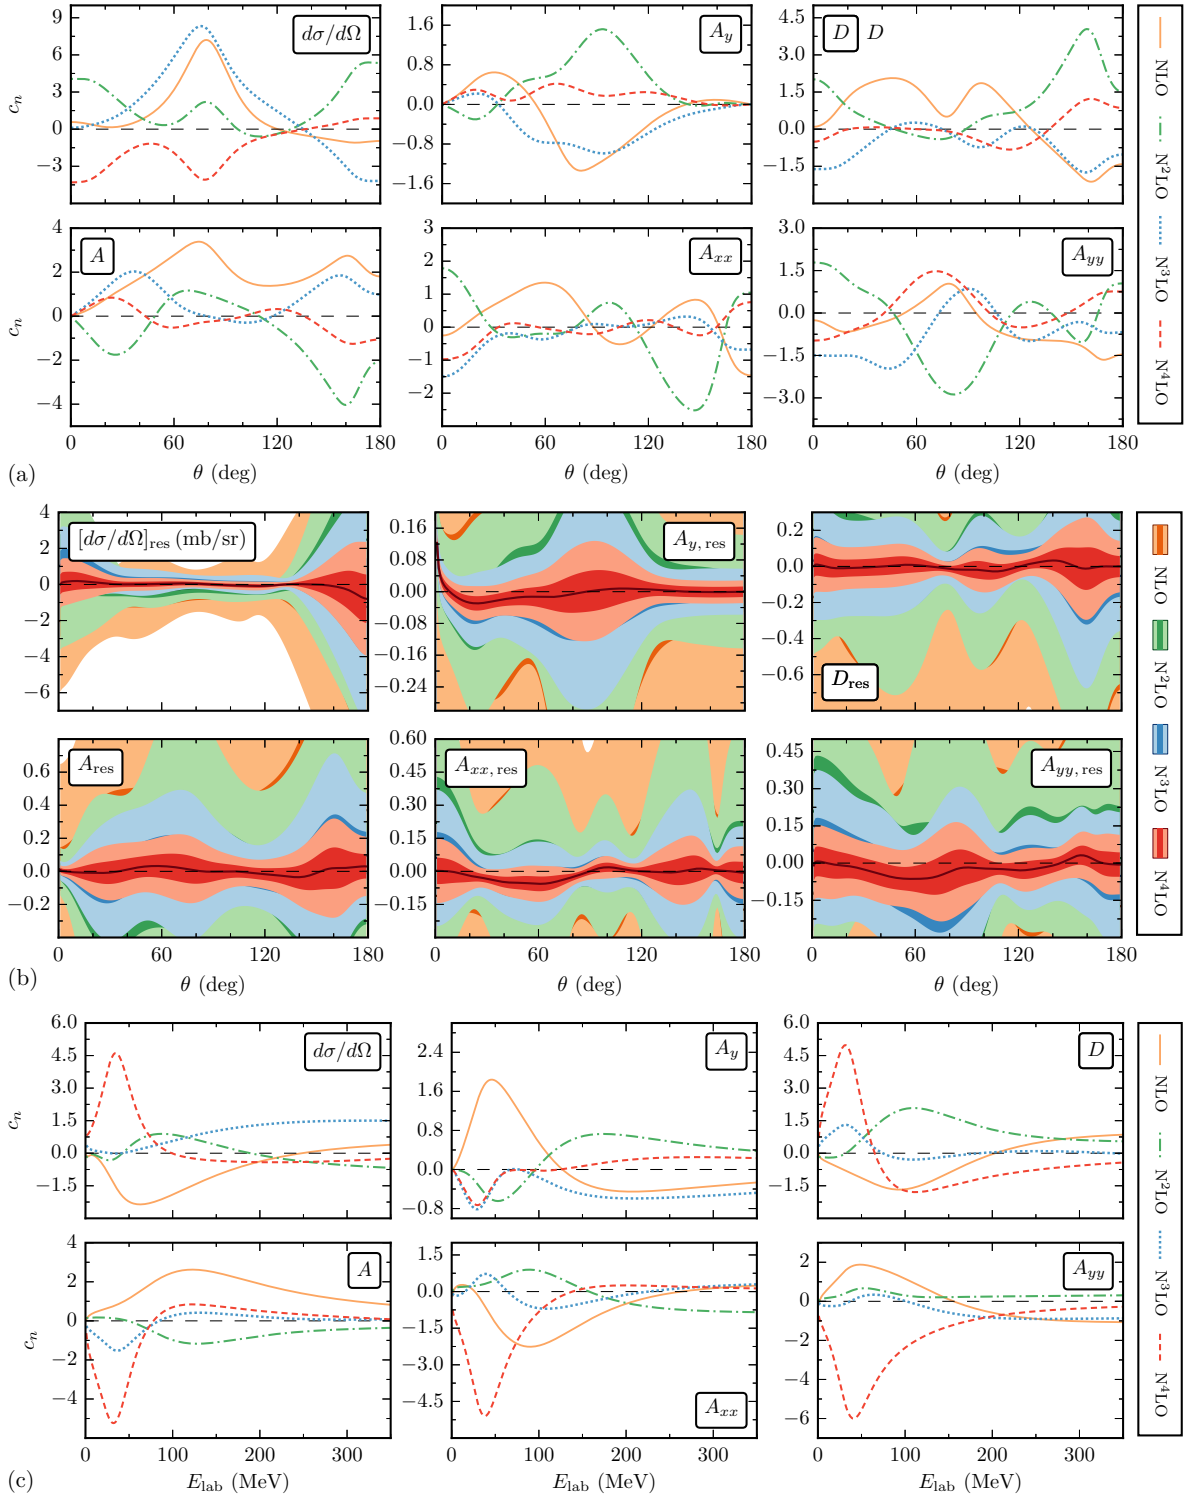 9
6
3
0
−3
c_n
dσ/dΩ
1.6
0.8
0.0
−0.8
−1.6
A_y
4.5
3.0
1.5
0.0
−1.5
D D
4
2
0
−2
−4
c_n
A
3
2
1
0
−1
2
A_xx
3.0
1.5
0.0
−1.5
−3.0
A_yy
0 60 120 180
0 60 120 180
0 60 120 180
θ (deg)
θ (deg)
θ (deg)
(a)
NLO
N²LO
N³LO
N⁴LO
4
2
0
−2
−4
−6
[dσ/dΩ]res (mb/sr)
0.16
0.08
0.00
−0.08
−0.16
−0.24
A_y, res
0.2
0.0
−0.2
−0.4
−0.6
D_res
0.6
0.4
0.2
0.0
−0.2
A_res
0.60
0.45
0.30
0.15
0.00
−0.15
A_xx, res
0.45
0.30
0.15
0.00
−0.15
A_yy, res
0 60 120 180
0 60 120 180
0 60 120 180
θ (deg)
θ (deg)
θ (deg)
(b)
NLO
N²LO
N³LO
N⁴LO
6.0
4.5
3.0
1.5
0.0
−1.5
c_n
dσ/dΩ
2.4
1.6
0.8
0.0
−0.8
A_y
6.0
4.5
3.0
1.5
0.0
−1.5
D
4
2
0
−2
−4
c_n
A
1.5
0.0
−1.5
−3.0
−4.5
A_xx
2
0
−2
−4
−6
A_yy
0 100 200 300
0 100 200 300
0 100 200 300
E_lab (MeV)
E_lab (MeV)
E_lab (MeV)
(c)
NLO
N²LO
N³LO
N⁴LO